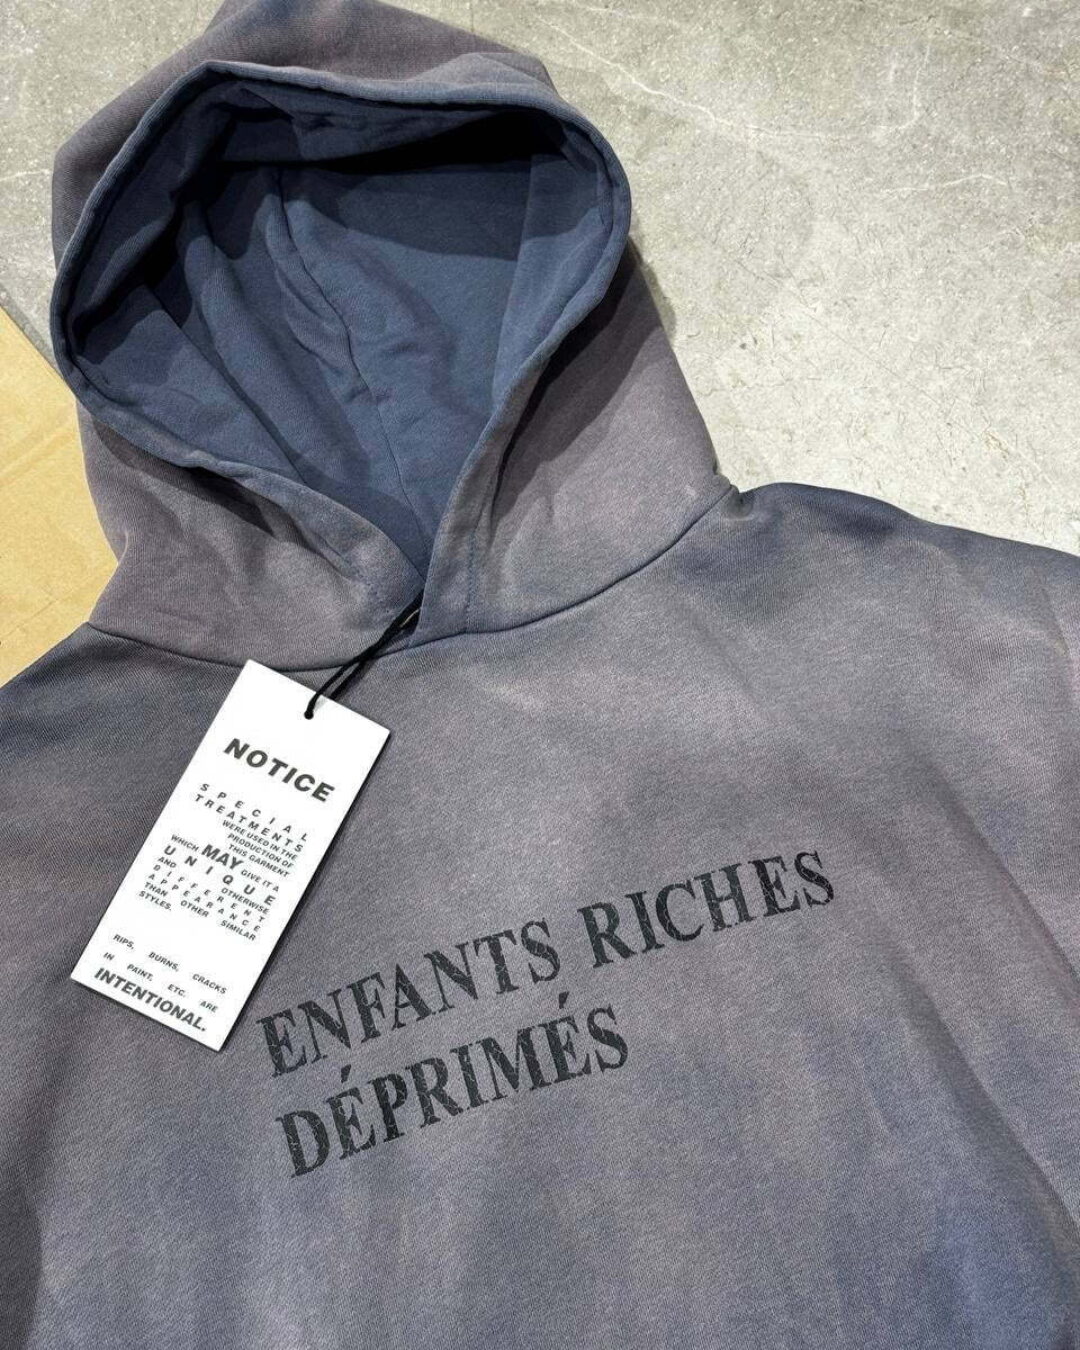 NOTICE
SPECIAL
TREATMENTS
WERE USED IN THE
PRODUCTION OF
THIS GARMENT
WHICH MAY GIVE IT A
UNIQUE
AND OTHERWISE
DIFFERENT
APPEARANCE
THAN OTHER SIMILAR
STYLES.
RIPS, BURNS, CRACKS
IN PAINT, ETC. ARE
INTENTIONAL.
ENFANTS RICHES
DÉPRIMÉS